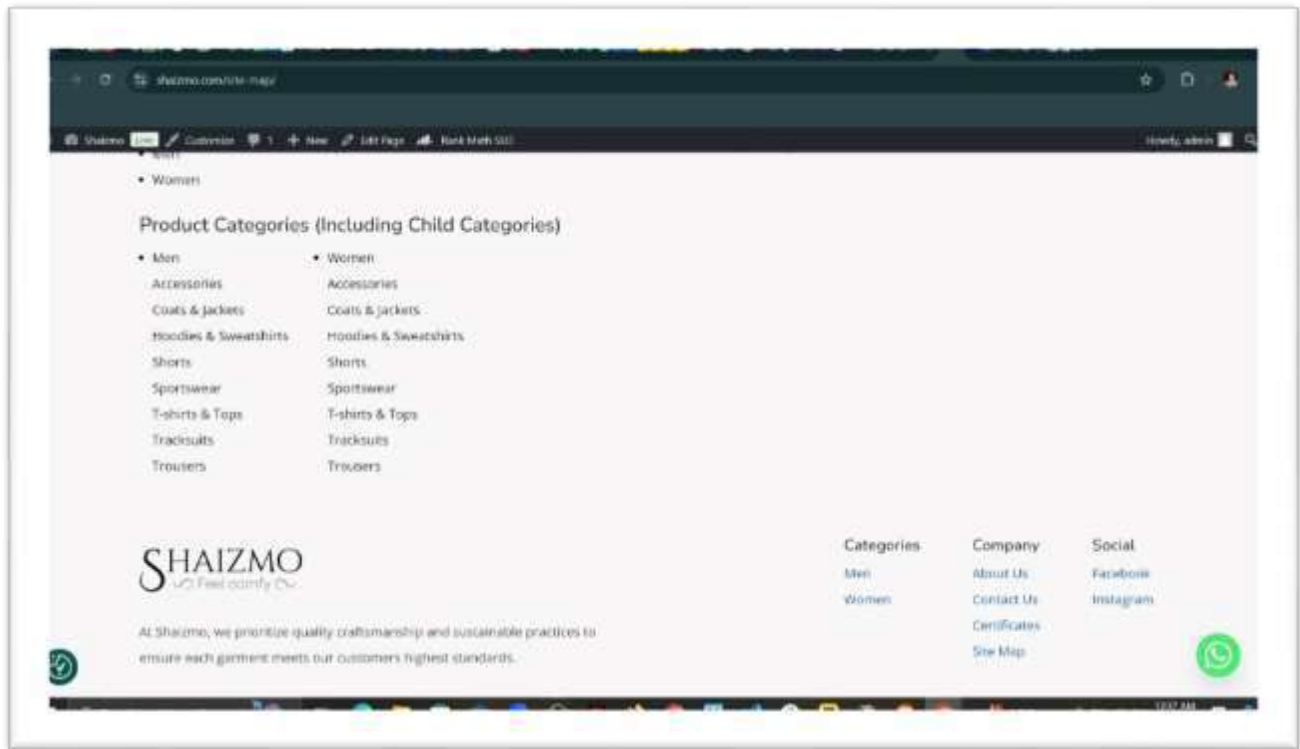 shaizmo.com/site-map/
Shaizmo Live Customize 1 New Edit Page Rank Math SEO Howdy, admin
Men
Women
Product Categories (Including Child Categories)
Men
Accessories
Coats & Jackets
Hoodies & Sweatshirts
Shorts
Sportswear
T-shirts & Tops
Tracksuits
Trousers
Women
Accessories
Coats & Jackets
Hoodies & Sweatshirts
Shorts
Sportswear
T-shirts & Tops
Tracksuits
Trousers
SHAIZMO
Feel comfy
At Shaizmo, we prioritize quality craftsmanship and sustainable practices to
ensure each garment meets our customers highest standards.
Categories
Men
Women
Company
About Us
Contact Us
Certificates
Site Map
Social
Facebook
Instagram